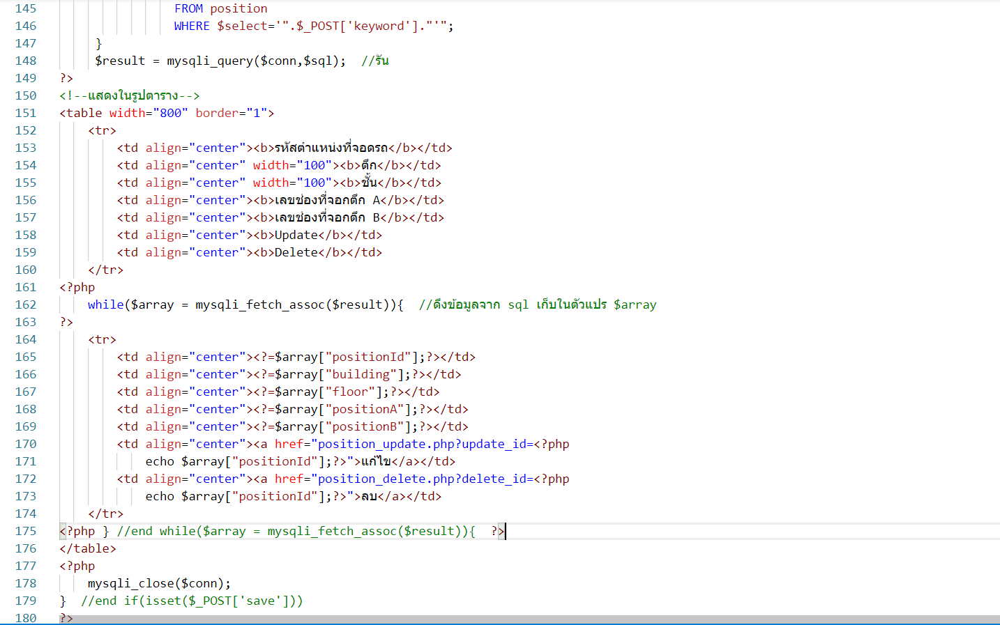 145 FROM position
146 WHERE $select='".$_POST['keyword']."'";
147 }
148 $result = mysqli_query($conn,$sql);  //รัน
149 ?>
150 <!--แสดงในรูปตาราง-->
151 <table width="800" border="1">
152 <tr>
153 <td align="center"><b>รหัสตำแหน่งที่จอดรถ</b></td>
154 <td align="center" width="100"><b>ตึก</b></td>
155 <td align="center" width="100"><b>ชั้น</b></td>
156 <td align="center"><b>เลขช่องที่จอกตึก A</b></td>
157 <td align="center"><b>เลขช่องที่จอกตึก B</b></td>
158 <td align="center"><b>Update</b></td>
159 <td align="center"><b>Delete</b></td>
160 </tr>
161 <?php
162 while($array = mysqli_fetch_assoc($result)){  //ดึงข้อมูลจาก sql เก็บในตัวแปร $array
163 ?>
164 <tr>
165 <td align="center"><?=$array["positionId"];?></td>
166 <td align="center"><?=$array["building"];?></td>
167 <td align="center"><?=$array["floor"];?></td>
168 <td align="center"><?=$array["positionA"];?></td>
169 <td align="center"><?=$array["positionB"];?></td>
170 <td align="center"><a href="position_update.php?update_id=<?php
171 echo $array["positionId"];?>">แก้ไข</a></td>
172 <td align="center"><a href="position_delete.php?delete_id=<?php
173 echo $array["positionId"];?>">ลบ</a></td>
174 </tr>
175 <?php } //end while($array = mysqli_fetch_assoc($result)){  ?>
176 </table>
177 <?php
178 mysqli_close($conn);
179 }  //end if(isset($_POST['save']))
180 ?>